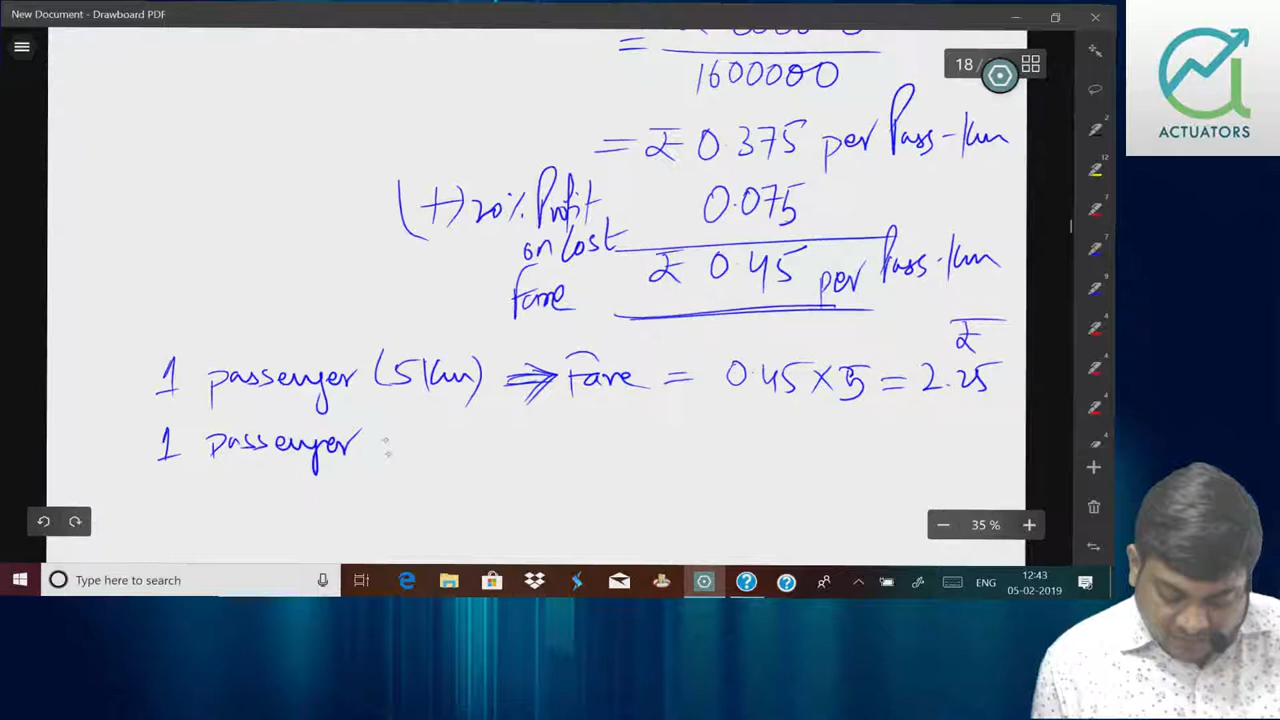 New Document - Drawboard PDF
18
=
1600000
= ₹ 0.375 per Pass-Km
(+) 20% Profit 0.075
on Cost
Fare ₹ 0.45 per Pass-Km
₹
1 passenger (5 Km) ⇒ Fare = 0.45 × 5 = 2.25
1 passenger
35 %
Type here to search
ENG
12:43
05-02-2019
ACTUATORS